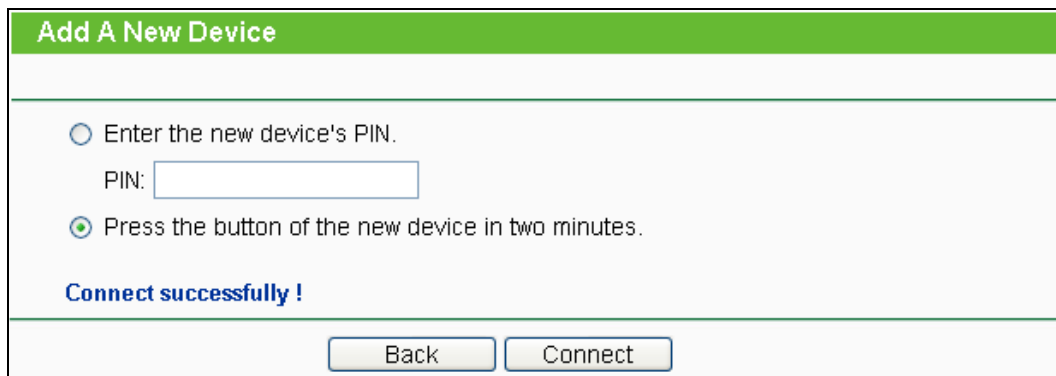 Add A New Device
Enter the new device's PIN.
PIN:
Press the button of the new device in two minutes.
Connect successfully !
Back Connect